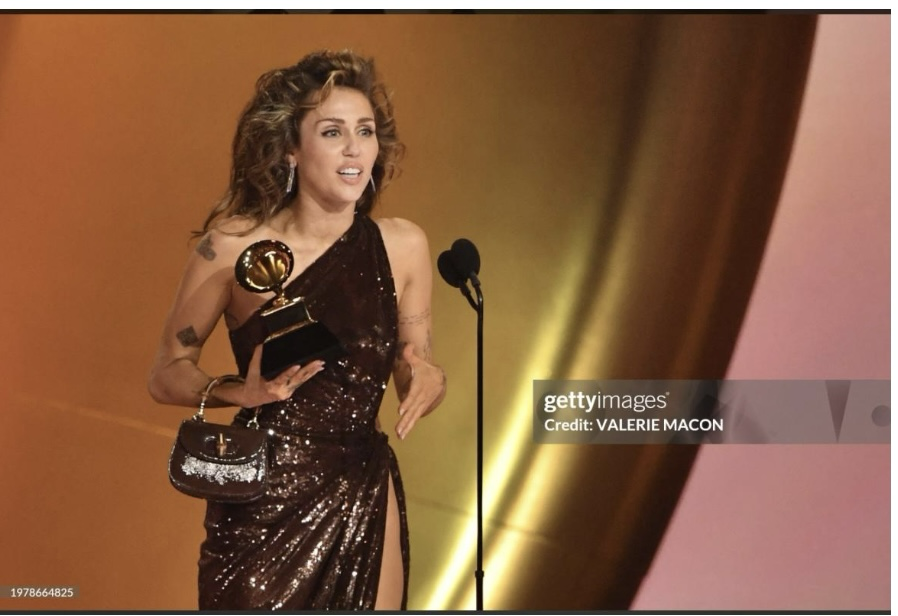 gettyimages
Credit: VALERIE MACON
1978664825